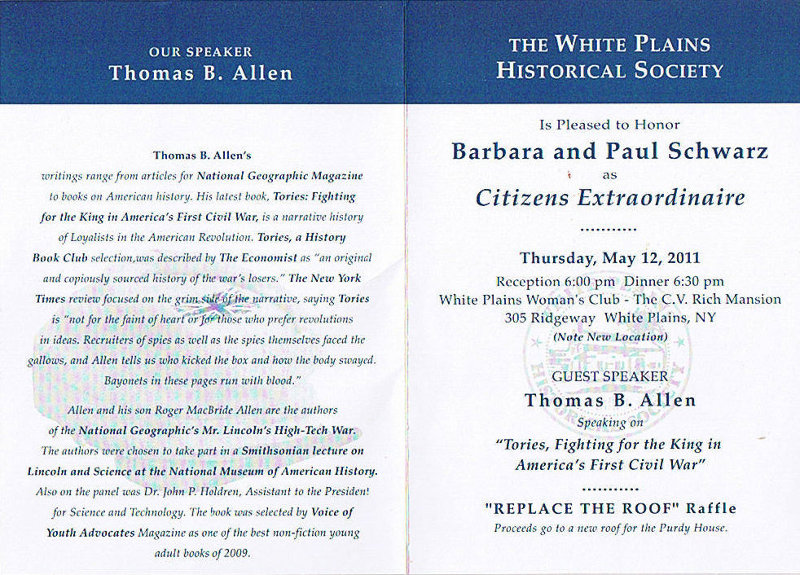 OUR SPEAKER
Thomas B. Allen
Thomas B. Allen's
writings range from articles for National Geographic Magazine
to books on American history. His latest book, Tories: Fighting
for the King in America's First Civil War, is a narrative history
of Loyalists in the American Revolution. Tories, a History
Book Club selection,was described by The Economist as "an original
and copiously sourced history of the war's losers." The New York
Times review focused on the grim side of the narrative, saying Tories
is "not for the faint of heart or for those who prefer revolutions
in ideas. Recruiters of spies as well as the spies themselves faced the
gallows, and Allen tells us who kicked the box and how the body swayed.
Bayonets in these pages run with blood."
Allen and his son Roger MacBride Allen are the authors
of the National Geographic's Mr. Lincoln's High-Tech War.
The authors were chosen to take part in a Smithsonian lecture on
Lincoln and Science at the National Museum of American History.
Also on the panel was Dr. John P. Holdren, Assistant to the President
for Science and Technology. The book was selected by Voice of
Youth Advocates Magazine as one of the best non-fiction young
adult books of 2009.
THE WHITE PLAINS
HISTORICAL SOCIETY
Is Pleased to Honor
Barbara and Paul Schwarz
as
Citizens Extraordinaire
...........
Thursday, May 12, 2011
Reception 6:00 pm Dinner 6:30 pm
White Plains Woman's Club - The C.V. Rich Mansion
305 Ridgeway White Plains, NY
(Note New Location)
GUEST SPEAKER
Thomas B. Allen
Speaking on
"Tories, Fighting for the King in
America's First Civil War"
...........
"REPLACE THE ROOF" Raffle
Proceeds go to a new roof for the Purdy House.